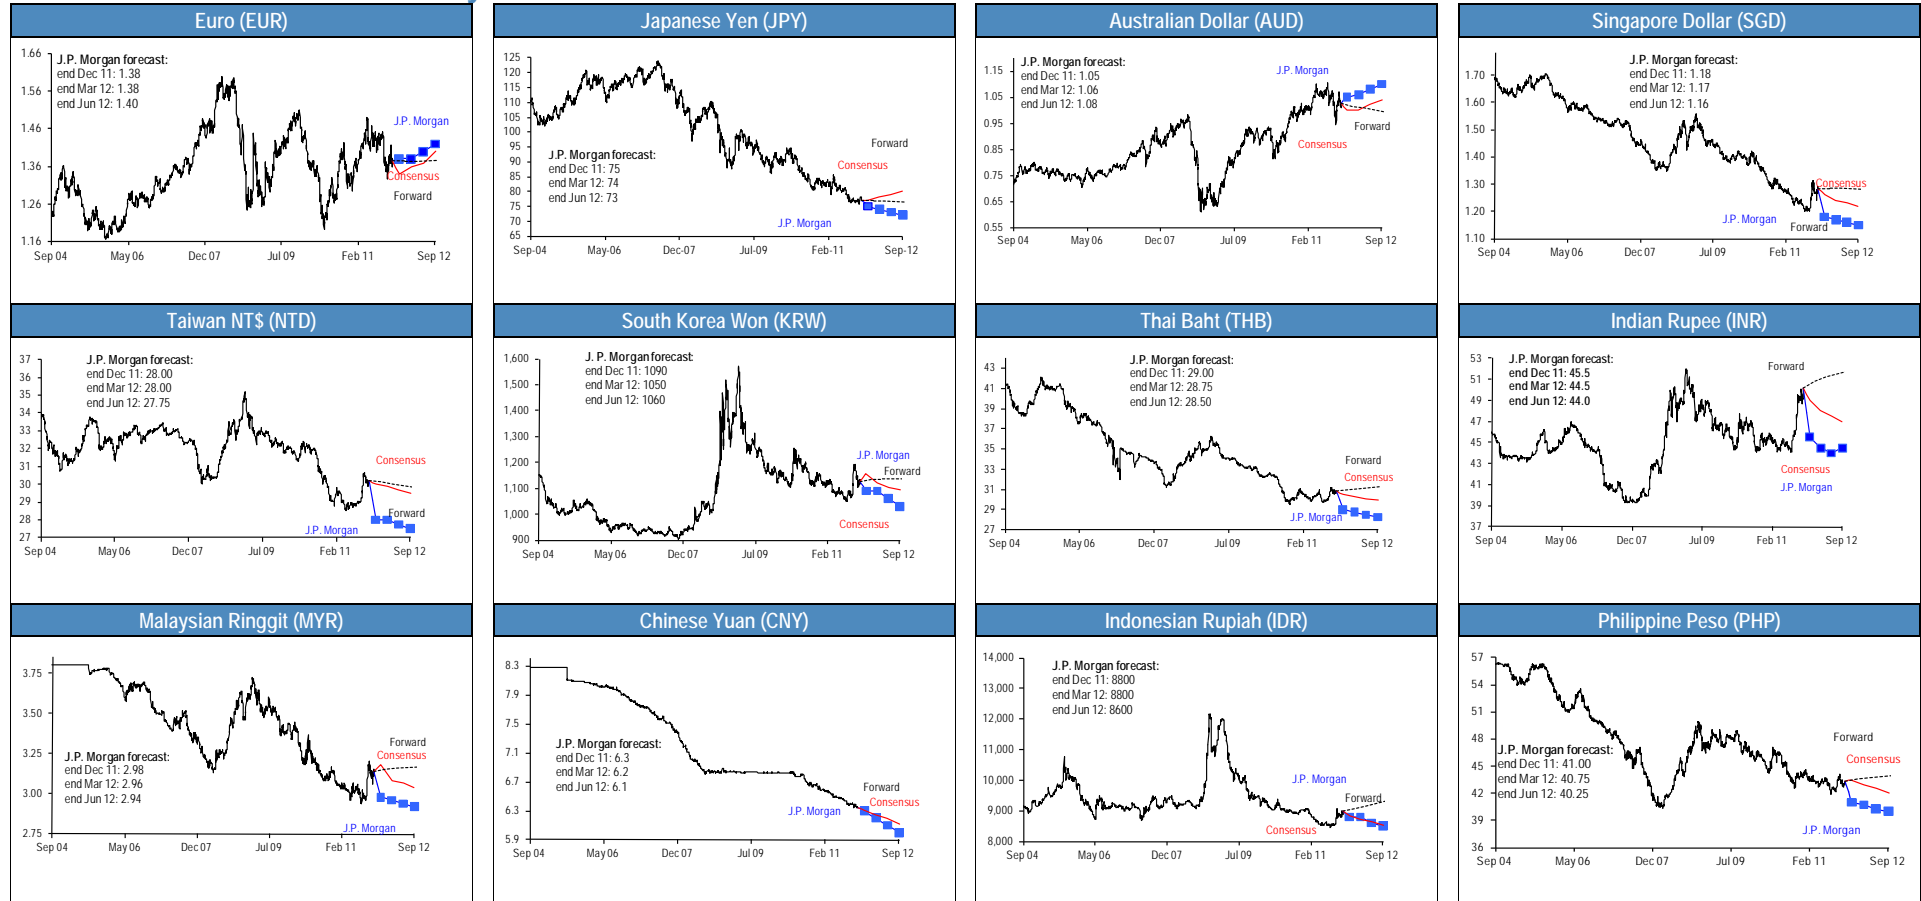 Euro (EUR)
1.66
1.56
1.46
1.36
1.26
1.16
J.P. Morgan forecast:
end Dec 11: 1.38
end Mar 12: 1.38
end Jun 12: 1.40
J.P. Morgan
Consensus
Forward
Sep 04
May 06
Dec 07
Jul 09
Feb 11
Sep 12
Japanese Yen (JPY)
125
120
115
110
105
100
95
90
85
80
75
70
65
J.P. Morgan forecast:
end Dec 11: 75
end Mar 12: 74
end Jun 12: 73
Forward
Consensus
J.P. Morgan
Sep-04
May-06
Dec-07
Jul-09
Feb-11
Sep-12
Australian Dollar (AUD)
1.15
1.05
0.95
0.85
0.75
0.65
0.55
J.P. Morgan forecast:
end Dec 11: 1.05
end Mar 12: 1.06
end Jun 12: 1.08
J.P. Morgan
Forward
Consensus
Sep 04
May 06
Dec 07
Jul 09
Feb 11
Sep 12
Singapore Dollar (SGD)
1.70
1.60
1.50
1.40
1.30
1.20
1.10
J.P. Morgan forecast:
end Dec 11: 1.18
end Mar 12: 1.17
end Jun 12: 1.16
Consensus
J.P. Morgan
Forward
Sep 04
May 06
Dec 07
Jul 09
Feb 11
Sep 12
Taiwan NT$ (NTD)
37
36
35
34
33
32
31
30
29
28
27
J.P. Morgan forecast:
end Dec 11: 28.00
end Mar 12: 28.00
end Jun 12: 27.75
Consensus
Forward
J.P. Morgan
Sep 04
May 06
Dec 07
Jul 09
Feb 11
Sep 12
South Korea Won (KRW)
1,600
1,500
1,400
1,300
1,200
1,100
1,000
900
J. P. Morgan forecast:
end Dec 11: 1090
end Mar 12: 1050
end Jun 12: 1060
J.P. Morgan
Forward
Consensus
Sep 04
May 06
Dec 07
Jul 09
Feb 11
Sep 12
Thai Baht (THB)
43
41
39
37
35
33
31
29
27
J.P. Morgan forecast:
end Dec 11: 29.00
end Mar 12: 28.75
end Jun 12: 28.50
Forward
Consensus
J.P. Morgan
Sep 04
May 06
Dec 07
Jul 09
Feb 11
Sep 12
Indian Rupee (INR)
53
51
49
47
45
43
41
39
37
J.P. Morgan forecast:
end Dec 11: 45.5
end Mar 12: 44.5
end Jun 12: 44.0
Forward
Consensus
J.P. Morgan
Sep 04
May 06
Dec 07
Jul 09
Feb 11
Sep 12
Malaysian Ringgit (MYR)
3.75
3.50
3.25
3.00
2.75
J.P. Morgan forecast:
end Dec 11: 2.98
end Mar 12: 2.96
end Jun 12: 2.94
Forward
Consensus
J.P. Morgan
Sep 04
May 06
Dec 07
Jul 09
Feb 11
Sep 12
Chinese Yuan (CNY)
8.3
7.9
7.5
7.1
6.7
6.3
5.9
J.P. Morgan forecast:
end Dec 11: 6.3
end Mar 12: 6.2
end Jun 12: 6.1
Forward
Consensus
J.P. Morgan
Sep 04
May 06
Dec 07
Jul 09
Feb 11
Sep 12
Indonesian Rupiah (IDR)
14,000
13,000
12,000
11,000
10,000
9,000
8,000
J.P. Morgan forecast:
end Dec 11: 8800
end Mar 12: 8800
end Jun 12: 8600
J.P. Morgan
Forward
Consensus
Sep 04
May 06
Dec 07
Jul 09
Feb 11
Sep 12
Philippine Peso (PHP)
57
54
51
48
45
42
39
36
J.P. Morgan forecast:
end Dec 11: 41.00
end Mar 12: 40.75
end Jun 12: 40.25
Forward
Consensus
J.P. Morgan
Sep 04
May 06
Dec 07
Jul 09
Feb 11
Sep 12